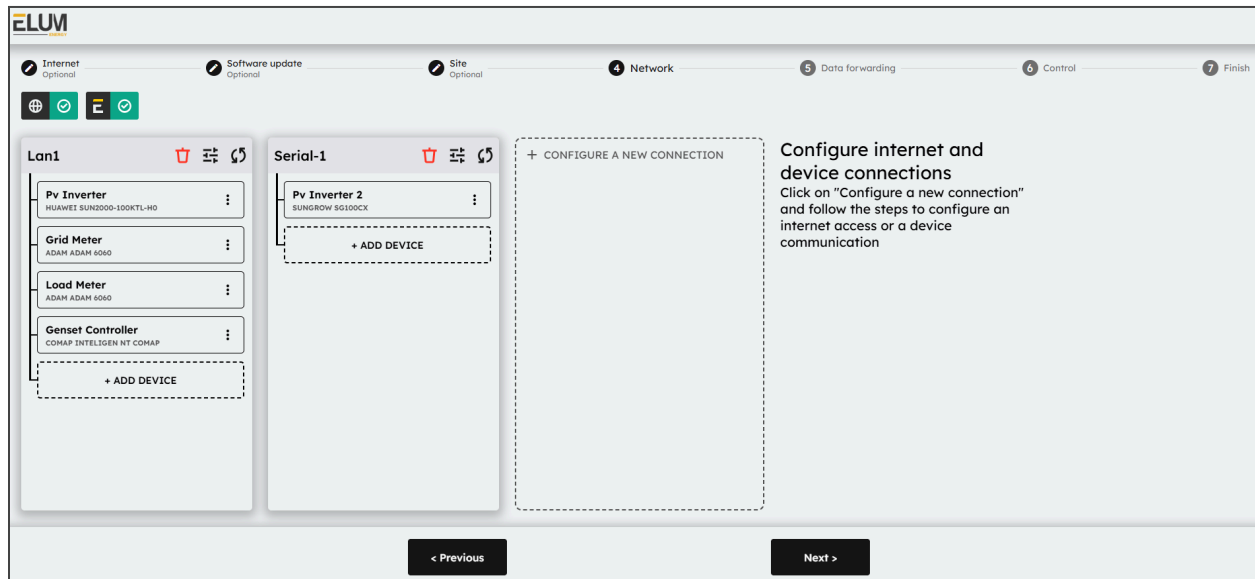 ELUM
ENERGY
Internet
Optional
Software update
Optional
Site
Optional
4 Network
5 Data forwarding
6 Control
7 Finish
E
Lan1
Pv Inverter
HUAWEI SUN2000-100KTL-H0
Grid Meter
ADAM ADAM 6060
Load Meter
ADAM ADAM 6060
Genset Controller
COMAP INTELIGEN NT COMAP
+ ADD DEVICE
Serial-1
Pv Inverter 2
SUNGROW SG100CX
+ ADD DEVICE
+ CONFIGURE A NEW CONNECTION
Configure internet and
device connections
Click on "Configure a new connection"
and follow the steps to configure an
internet access or a device
communication
< Previous
Next >